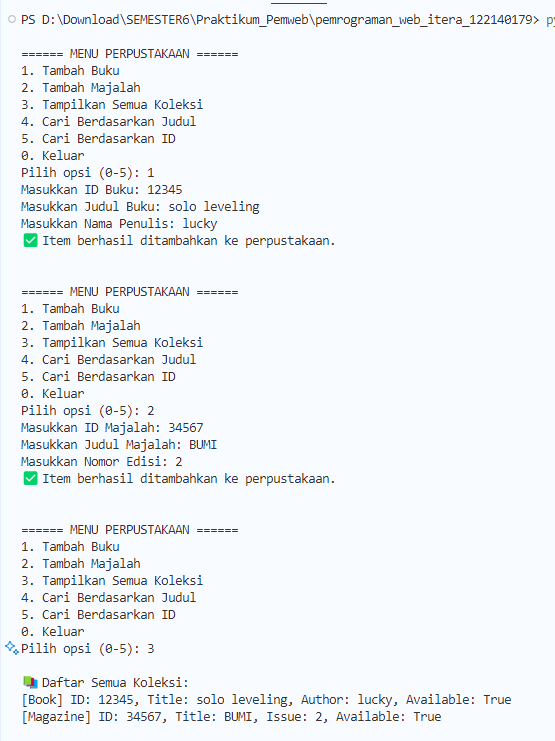 PS D:\Download\SEMESTER6\Praktikum_Pemweb\pemrograman_web_itera_122140179> py
====== MENU PERPUSTAKAAN ======
1. Tambah Buku
2. Tambah Majalah
3. Tampilkan Semua Koleksi
4. Cari Berdasarkan Judul
5. Cari Berdasarkan ID
0. Keluar
Pilih opsi (0-5): 1
Masukkan ID Buku: 12345
Masukkan Judul Buku: solo leveling
Masukkan Nama Penulis: lucky
✅ Item berhasil ditambahkan ke perpustakaan.
====== MENU PERPUSTAKAAN ======
1. Tambah Buku
2. Tambah Majalah
3. Tampilkan Semua Koleksi
4. Cari Berdasarkan Judul
5. Cari Berdasarkan ID
0. Keluar
Pilih opsi (0-5): 2
Masukkan ID Majalah: 34567
Masukkan Judul Majalah: BUMI
Masukkan Nomor Edisi: 2
✅ Item berhasil ditambahkan ke perpustakaan.
====== MENU PERPUSTAKAAN ======
1. Tambah Buku
2. Tambah Majalah
3. Tampilkan Semua Koleksi
4. Cari Berdasarkan Judul
5. Cari Berdasarkan ID
0. Keluar
Pilih opsi (0-5): 3
📚 Daftar Semua Koleksi:
[Book] ID: 12345, Title: solo leveling, Author: lucky, Available: True
[Magazine] ID: 34567, Title: BUMI, Issue: 2, Available: True